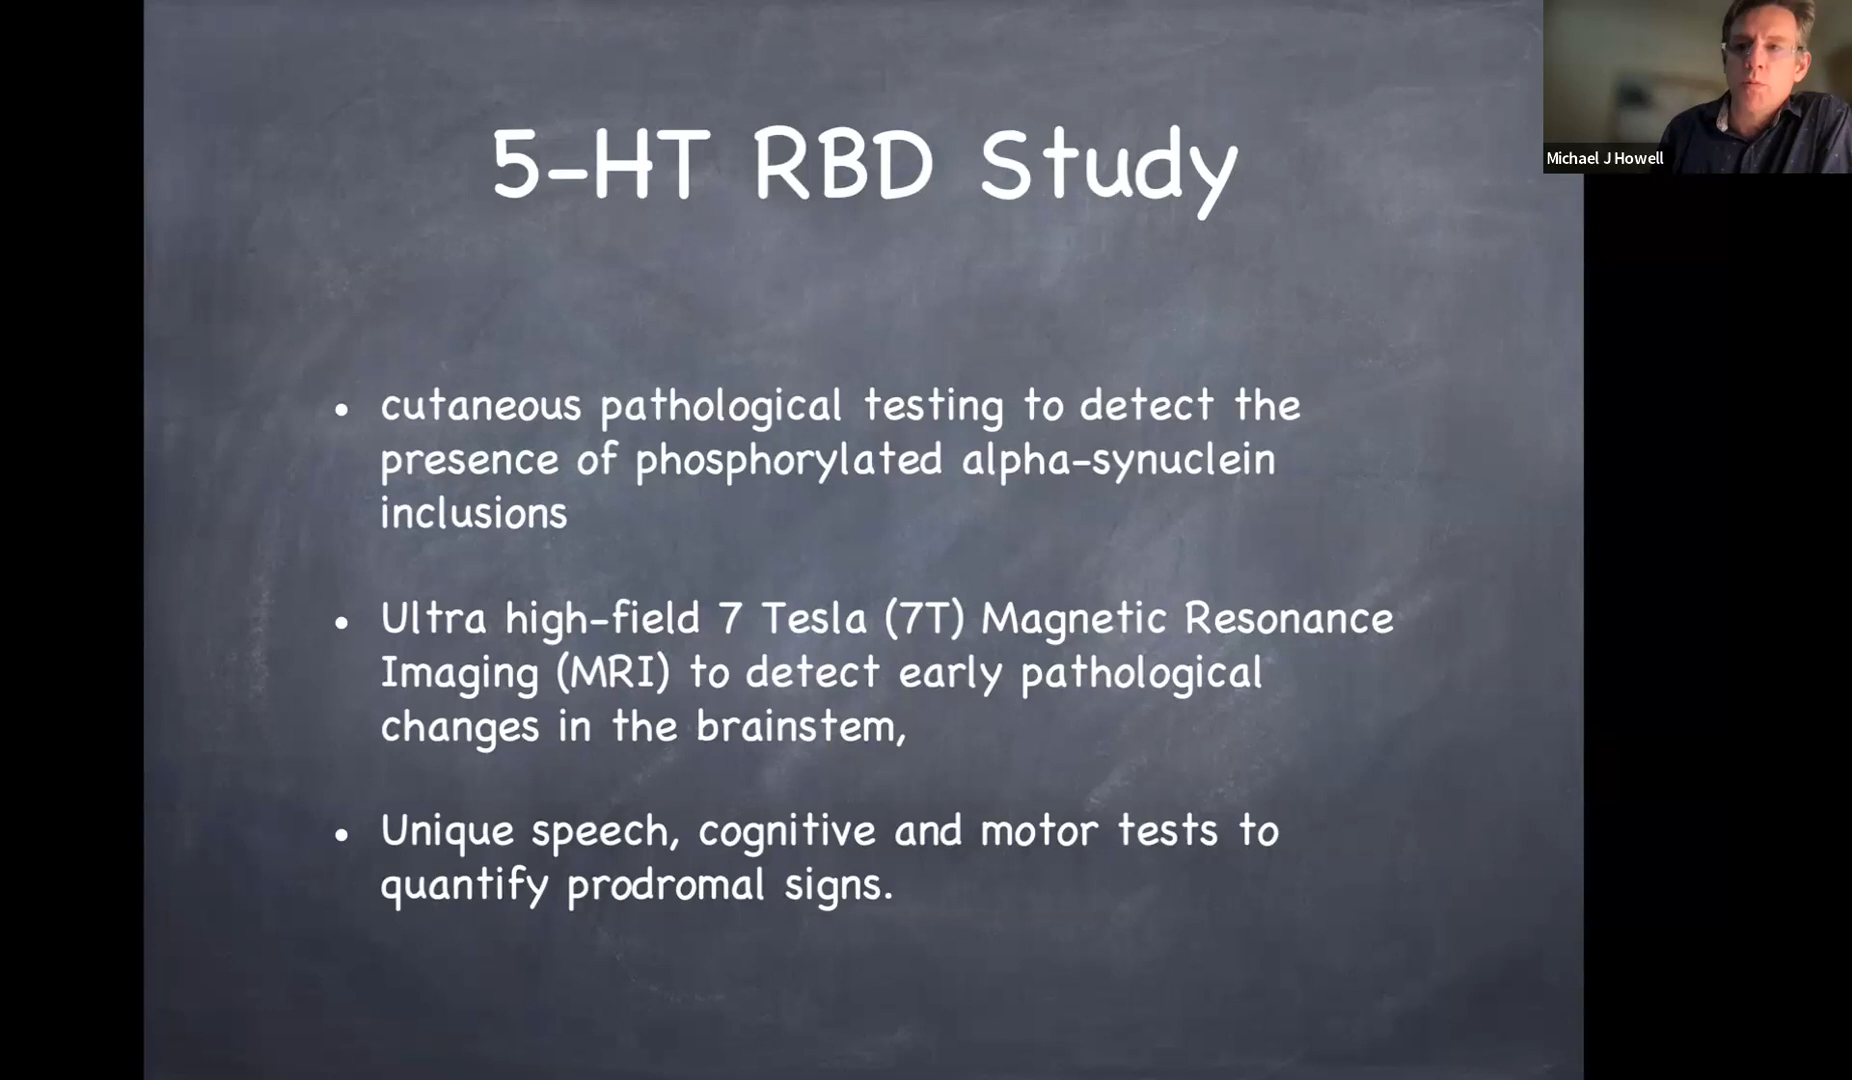 5-HT RBD Study
Michael J Howell
• cutaneous pathological testing to detect the
presence of phosphorylated alpha-synuclein
inclusions
• Ultra high-field 7 Tesla (7T) Magnetic Resonance
Imaging (MRI) to detect early pathological
changes in the brainstem,
• Unique speech, cognitive and motor tests to
quantify prodromal signs.